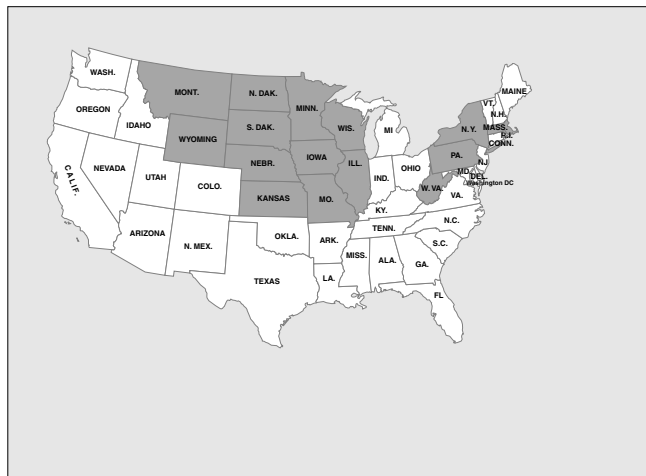 WASH.
MONT.
N. DAK.
MINN.
MAINE
VT.
N.H.
OREGON
IDAHO
WYOMING
S. DAK.
WIS.
MI
N.Y.
MASS.
R.I.
CONN.
NEVADA
UTAH
COLO.
NEBR.
IOWA
ILL.
IND.
OHIO
PA.
NJ
MD.
DEL.
Washington DC
CALIF.
KANSAS
MO.
KY.
W. VA.
VA.
ARIZONA
N. MEX.
OKLA.
ARK.
TENN.
N.C.
S.C.
TEXAS
LA.
MISS.
ALA.
GA.
FL